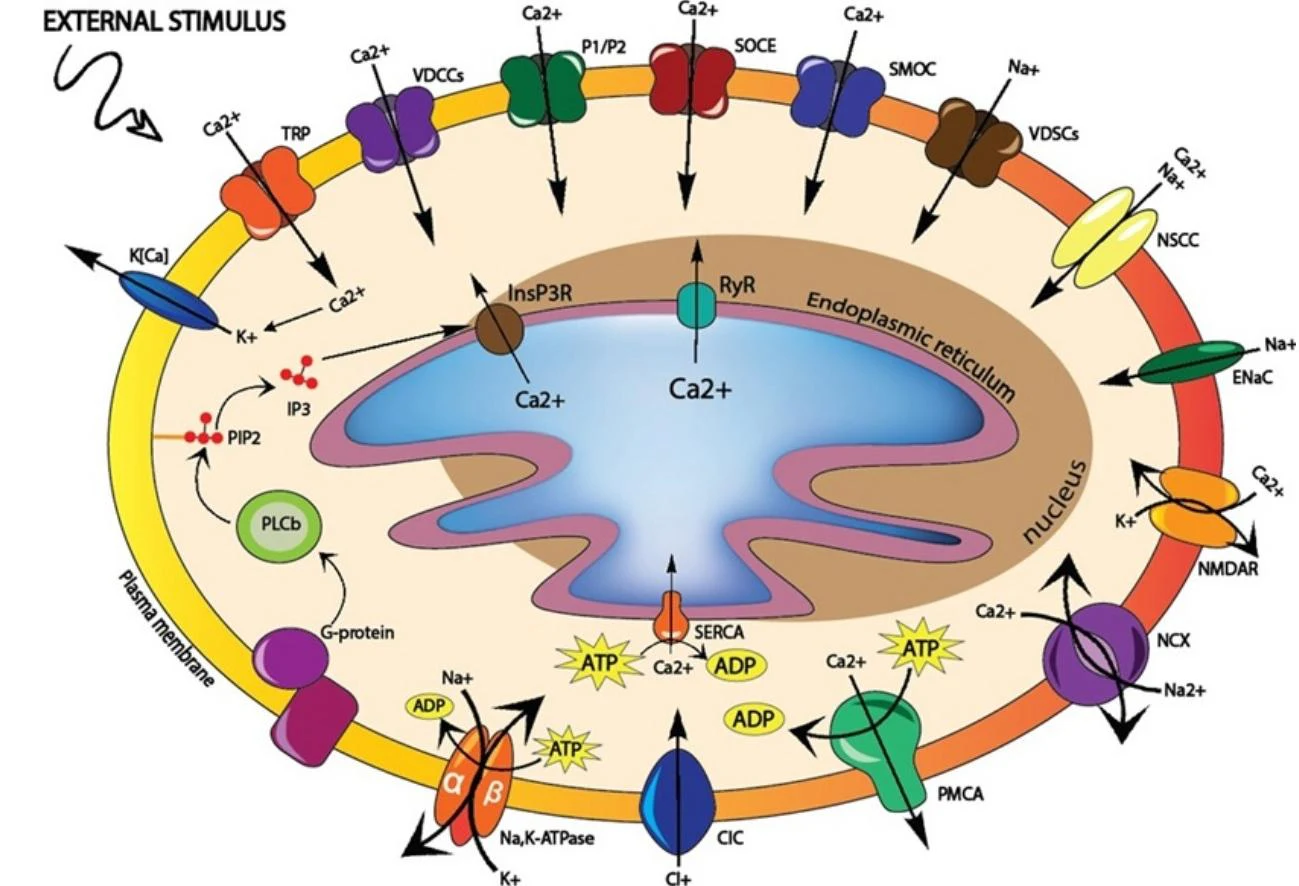 EXTERNAL STIMULUS
Ca2+
Ca2+
Ca2+
P1/P2
SOCE
SMOC
Ca2+
VDCCs
Na+
VDSCs
Ca2+
TRP
Ca2+
Na+
NSCC
K[Ca]
Ca2+
K+
InsP3R
RyR
Endoplasmic reticulum
Na+
ENaC
IP3
Ca2+
Ca2+
PIP2
nucleus
Ca2+
K+
NMDAR
PLCb
Plasma membrane
G-protein
SERCA
Ca2+
NCX
Na2+
ATP
Ca2+
ADP
Ca2+
ATP
Na+
ADP
ATP
ADP
α
β
Na,K-ATPase
K+
ClC
Cl+
PMCA